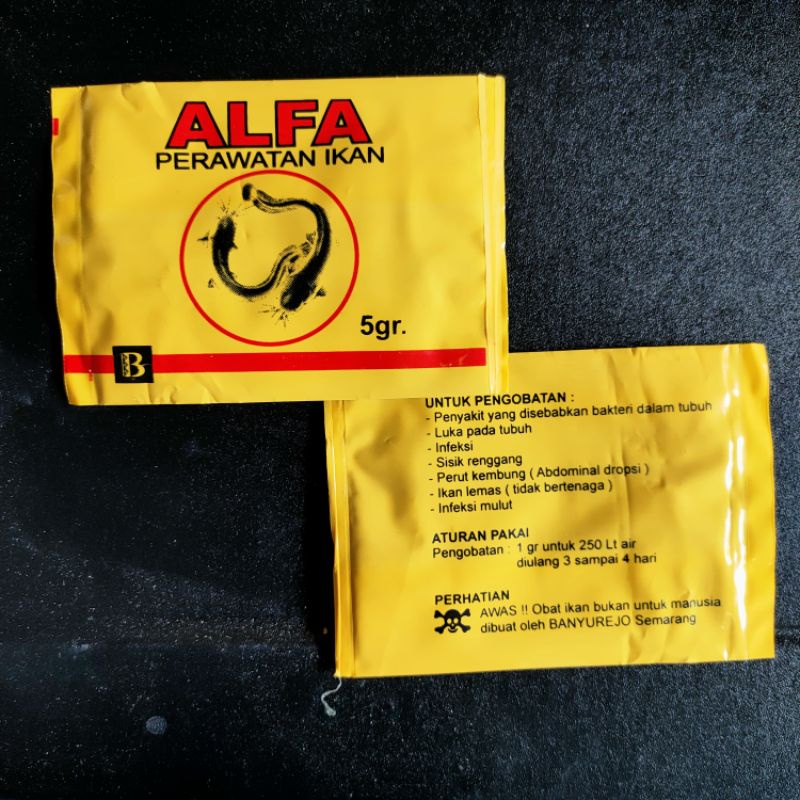 ALFA
PERAWATAN IKAN
5gr.
B
UNTUK PENGOBATAN :
- Penyakit yang disebabkan bakteri dalam tubuh
- Luka pada tubuh
- Infeksi
- Sisik renggang
- Perut kembung ( Abdominal dropsi )
- Ikan lemas ( tidak bertenaga )
- Infeksi mulut
ATURAN PAKAI
Pengobatan : 1 gr untuk 250 Lt air
diulang 3 sampai 4 hari
PERHATIAN
AWAS !! Obat ikan bukan untuk manusia
dibuat oleh BANYUREJO Semarang